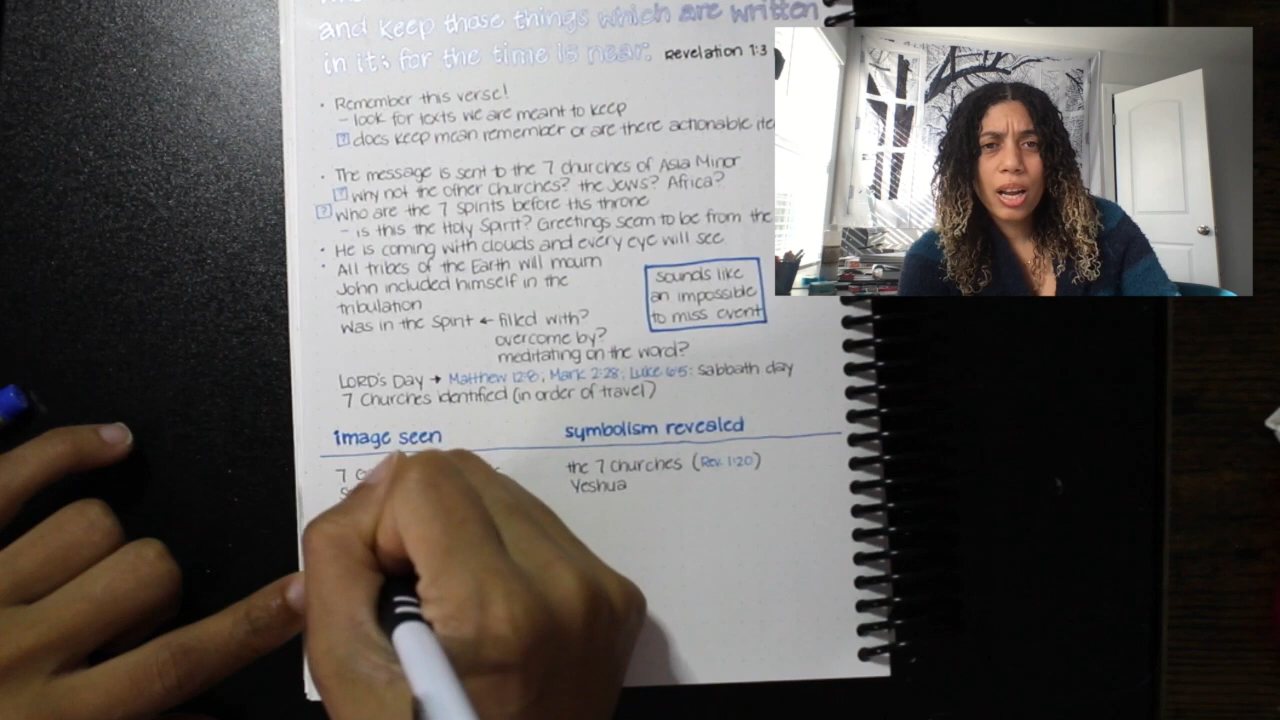 and keep those things which are written
in it: for the time is near: Revelation 1:3
• Remember this verse!
- look for texts we are meant to keep
? does keep mean remember or are there actionable
• The message is sent to the 7 churches of Asia Minor
? why not the other churches? the Jews? Africa?
? Who are the 7 spirits before this throne
- is this the Holy Spirit? Greetings seem to be from the
• He is coming with clouds and every eye will see
• All tribes of the Earth will mourn
John included himself in the
tribulation
Was in the Spirit ← filled with?
overcome by?
meditating on the word?
sounds like
an impossible
to miss event
LORD's Day → Matthew 12:8; Mark 2:28; Luke 6:5: Sabbath day
7 Churches identified (in order of travel)
image seen symbolism revealed
7 the 7 churches (Rev. 1:20)
Yeshua